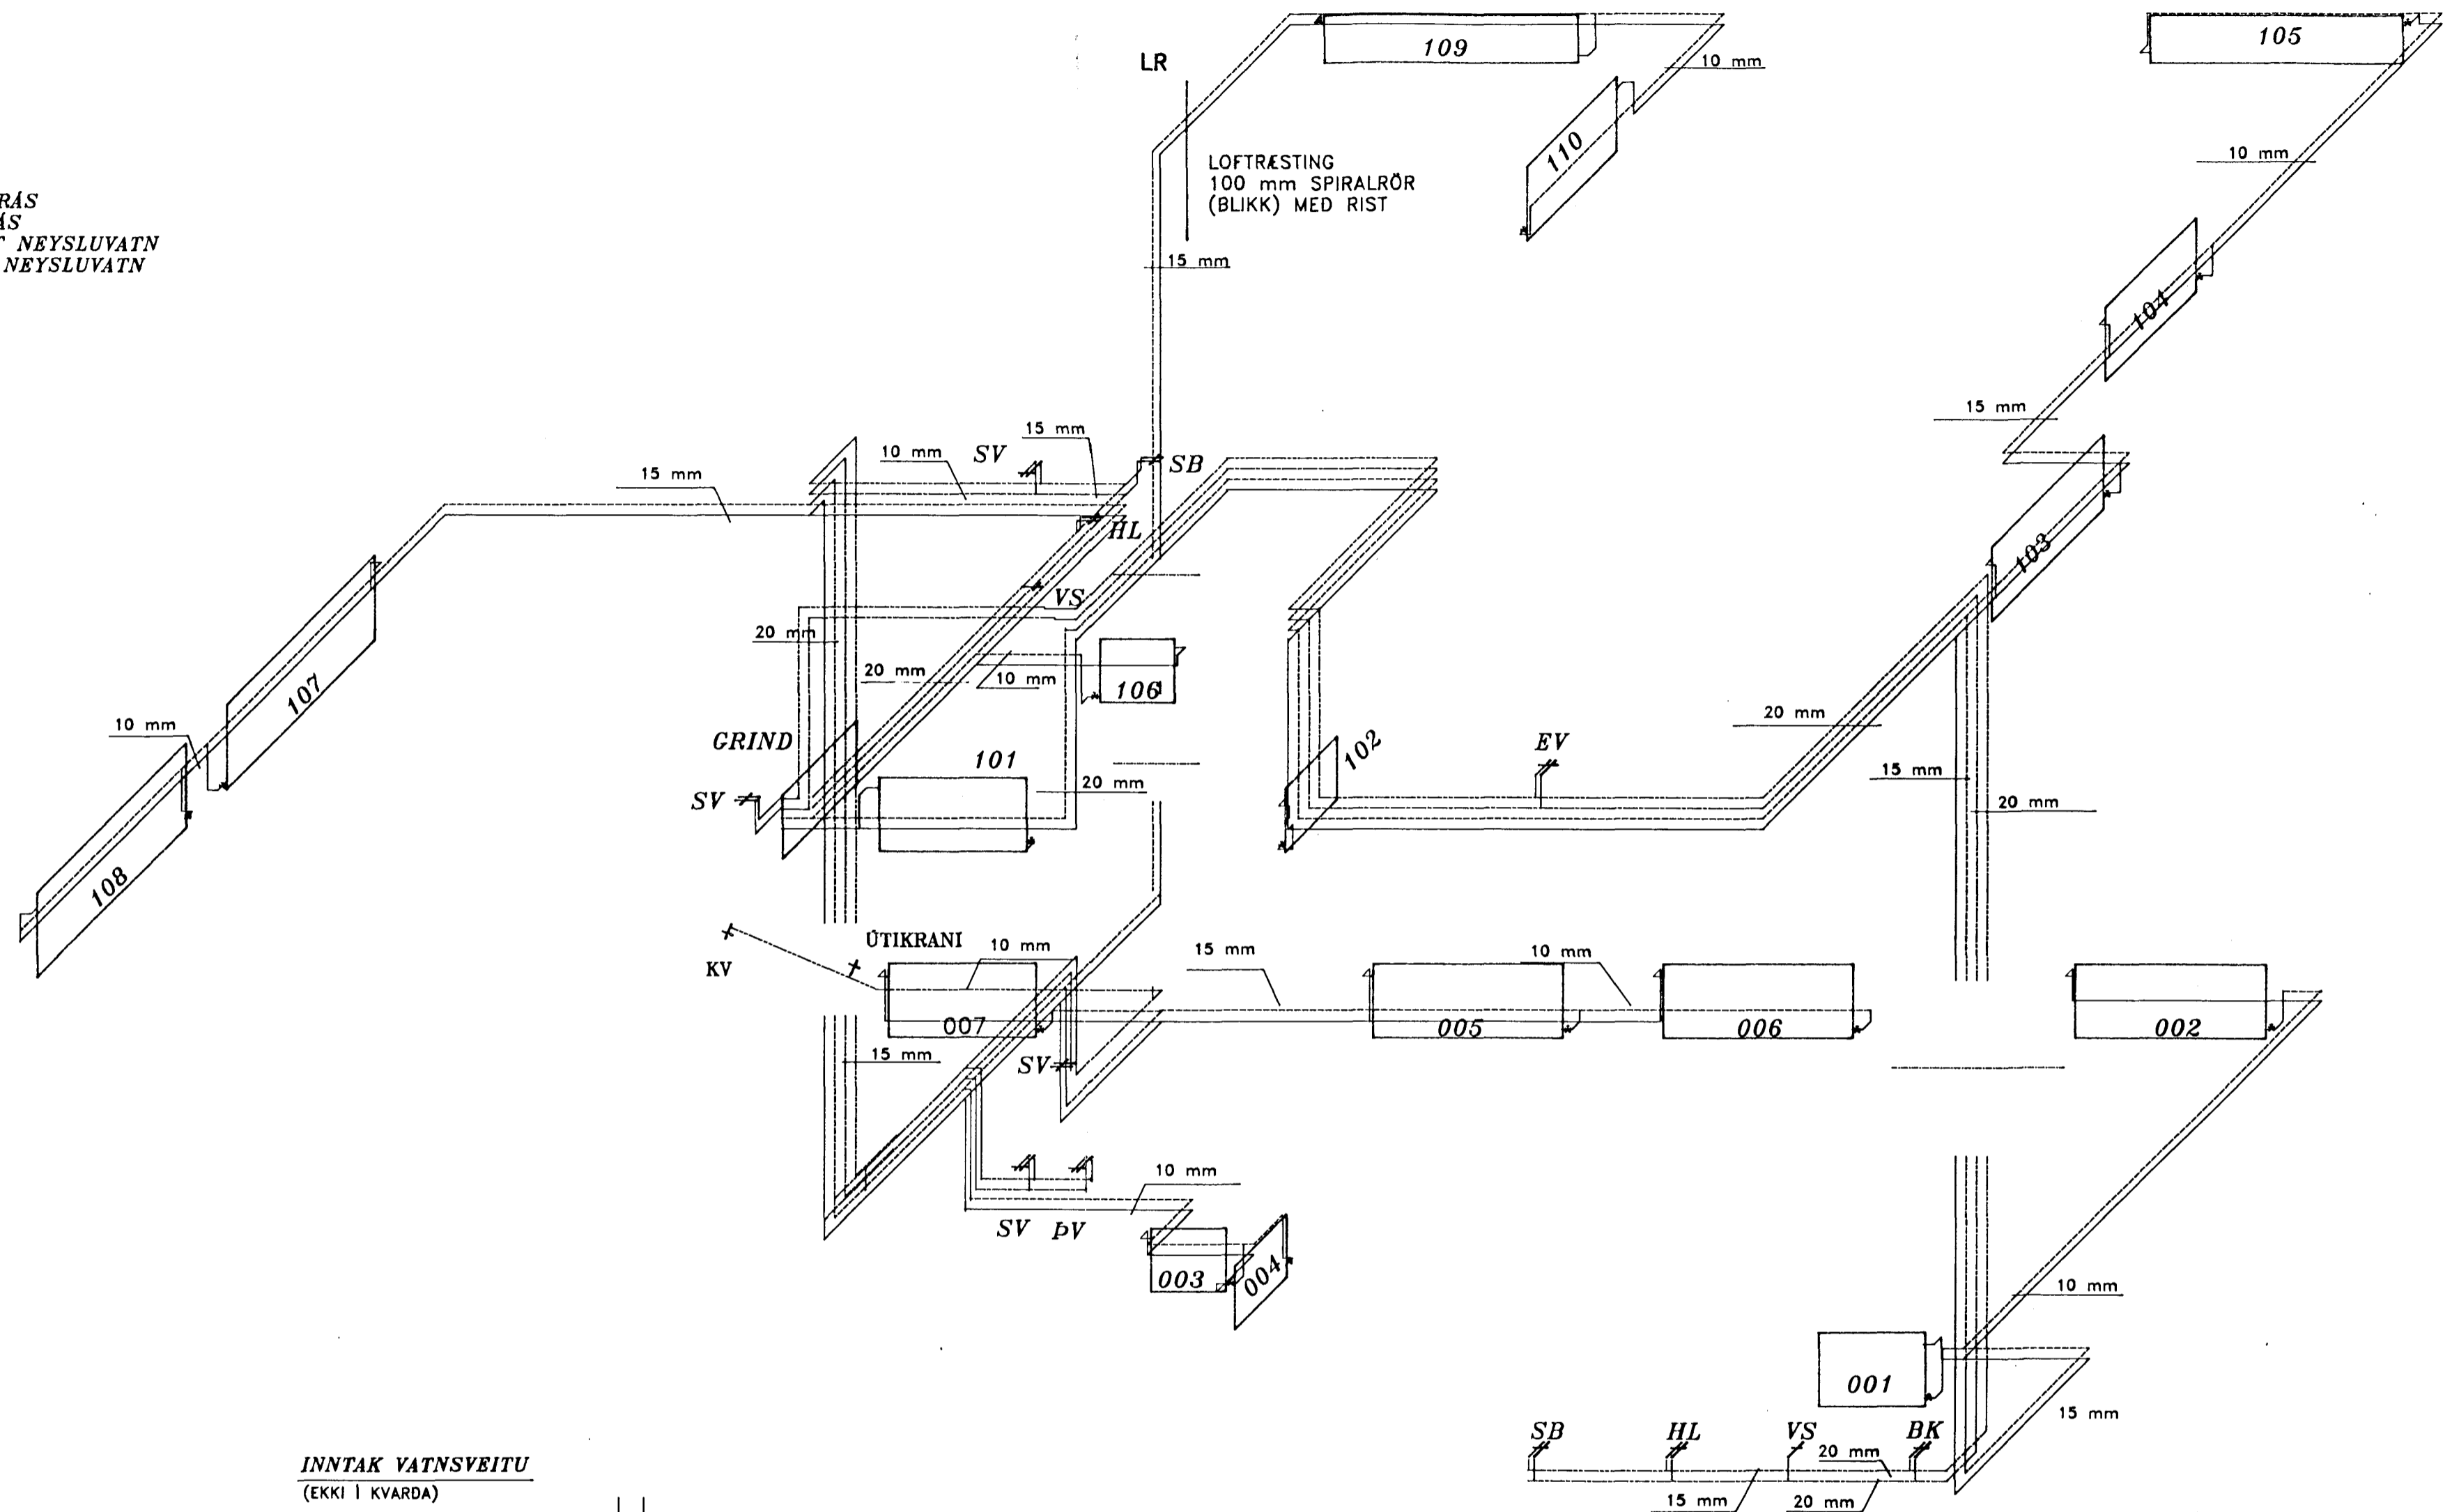 109
105
LR
10 mm
110
LOFTRÆSTING
100 mm SPIRALRÖR
(BLIKK) MED RIST
10 mm
RÁS
ÁS
NEYSLUVATN
NEYSLUVATN
15 mm
104
15 mm
15 mm
10 mm
SV
SB
15 mm
HL
103
VS
20 mm
20 mm
10 mm
106
107
10 mm
GRIND
101
102
EV
20 mm
15 mm
SV
20 mm
20 mm
108
ÚTIKRANI
10 mm
15 mm
10 mm
KV
007
005
006
002
15 mm
SV
10 mm
SV ÞV
003
004
10 mm
001
15 mm
SB
HL
VS
BK
20 mm
15 mm
20 mm
INNTAK VATNSVEITU
(EKKI Í KVARDA)